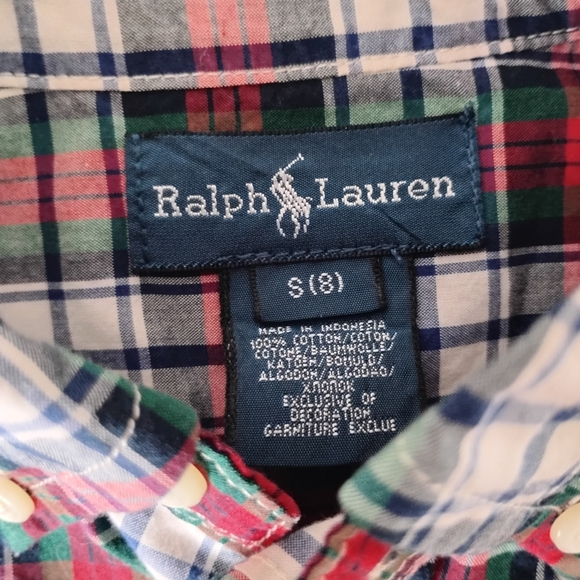 Ralph Lauren
S(8)
MADE IN INDONESIA
100% COTTON/COTON/
COTONE/BAUMWOLLE/
KATOEN/BOMULD/
ALGODON/ALGODAO/
ХЛОПОК
EXCLUSIVE OF
DECORATION
GARNITURE EXCLUE